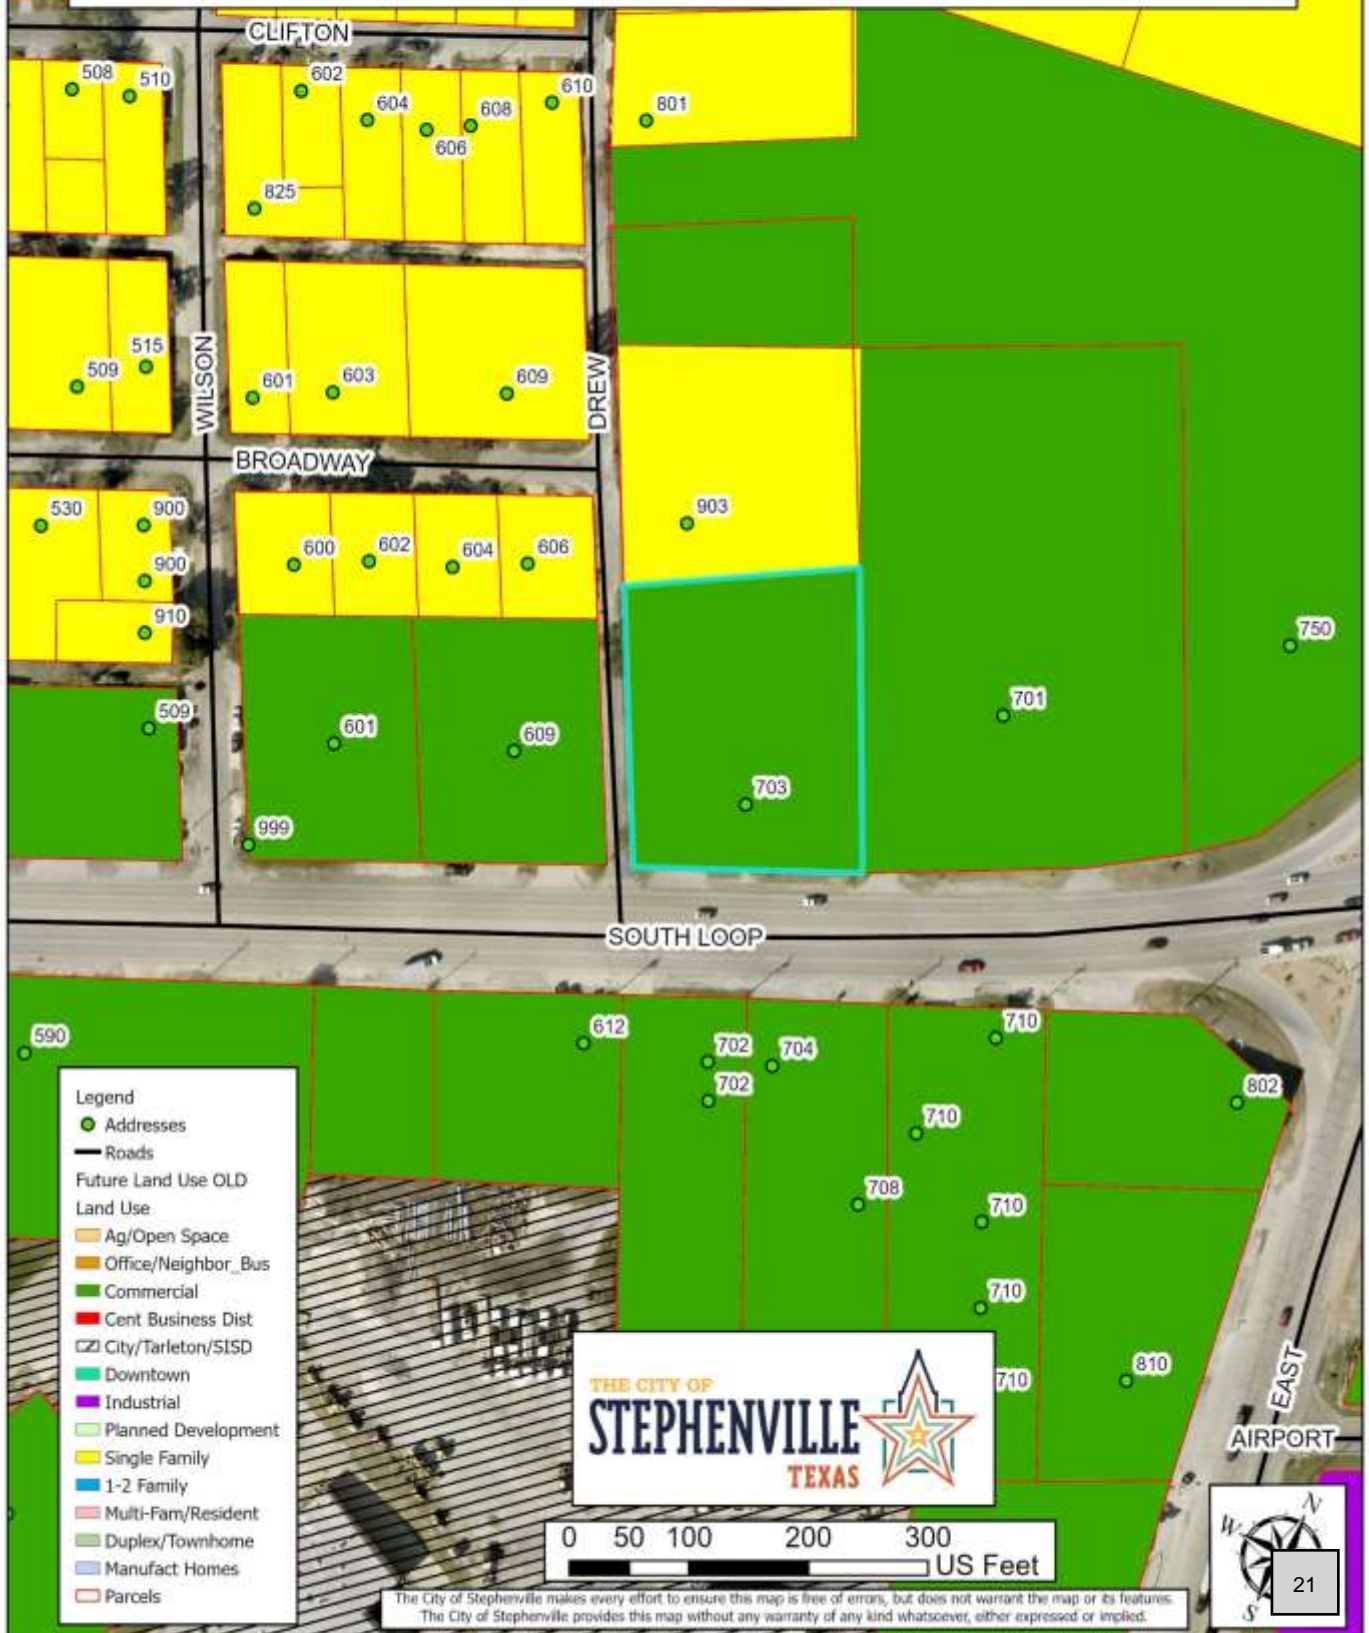 CLIFTON
508
510
602
604
606
608
610
801
825
WILSON
DREW
515
509
601
603
609
BROADWAY
903
530
900
600
602
604
606
900
910
750
509
601
609
701
703
999
SOUTH LOOP
590
612
702
704
710
702
802
710
708
710
710
710
810
EAST
AIRPORT
Legend
Addresses
Roads
Future Land Use OLD
Land Use
Ag/Open Space
Office/Neighbor_Bus
Commercial
Cent Business Dist
City/Tarleton/SISD
Downtown
Industrial
Planned Development
Single Family
1-2 Family
Multi-Fam/Resident
Duplex/Townhome
Manufact Homes
Parcels
THE CITY OF
STEPHENVILLE
TEXAS
0 50 100 200 300
US Feet
The City of Stephenville makes every effort to ensure this map is free of errors, but does not warrant the map or its features.
The City of Stephenville provides this map without any warranty of any kind whatsoever, either expressed or implied.
N
W
S
21